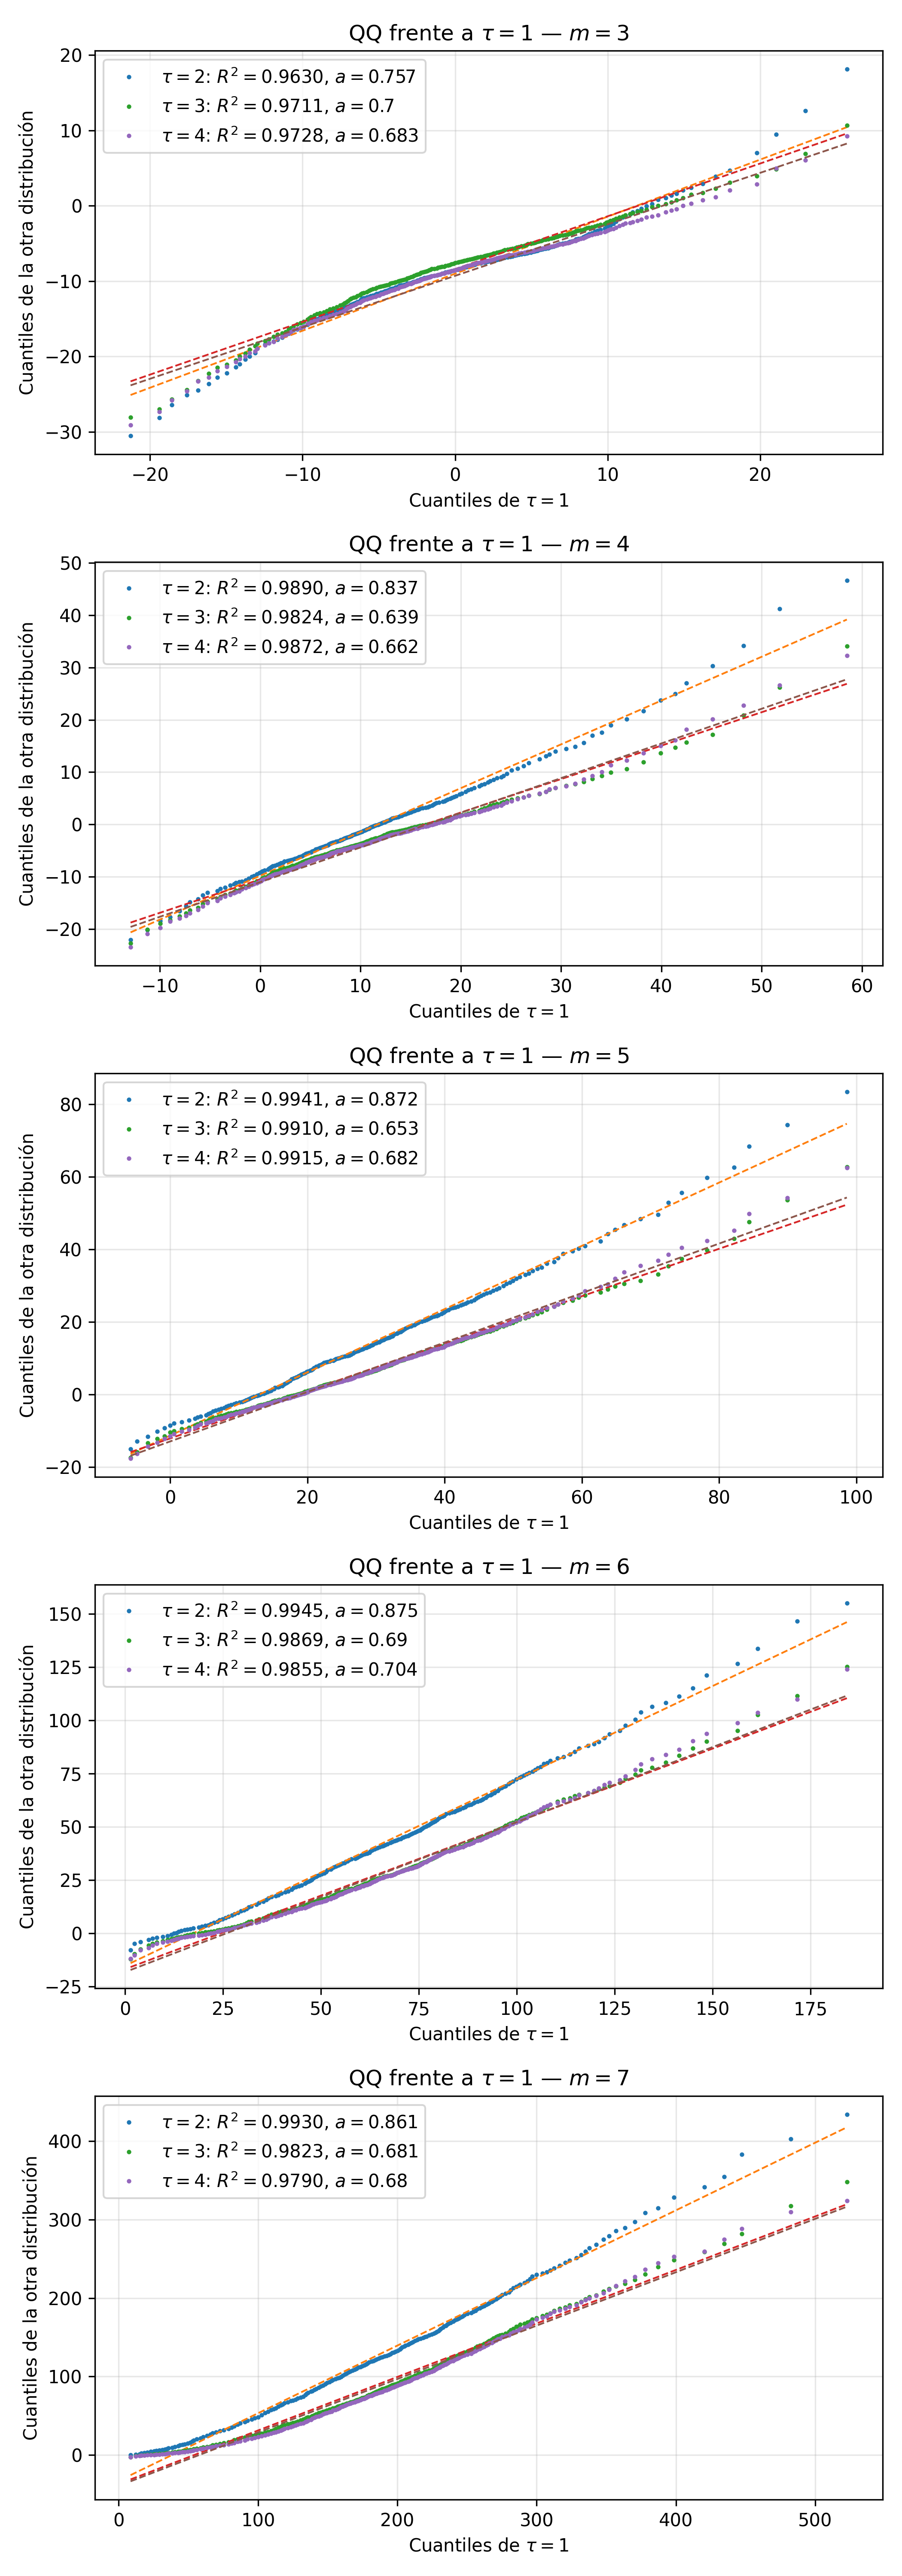 QQ frente a τ = 1 — m = 3
τ = 2: R² = 0.9630, a = 0.757
τ = 3: R² = 0.9711, a = 0.7
τ = 4: R² = 0.9728, a = 0.683
Cuantiles de la otra distribución
20
10
0
−10
−20
−30
−20 −10 0 10 20
Cuantiles de τ = 1
QQ frente a τ = 1 — m = 4
τ = 2: R² = 0.9890, a = 0.837
τ = 3: R² = 0.9824, a = 0.639
τ = 4: R² = 0.9872, a = 0.662
Cuantiles de la otra distribución
50
40
30
20
10
0
−10
−20
−10 0 10 20 30 40 50 60
Cuantiles de τ = 1
QQ frente a τ = 1 — m = 5
τ = 2: R² = 0.9941, a = 0.872
τ = 3: R² = 0.9910, a = 0.653
τ = 4: R² = 0.9915, a = 0.682
Cuantiles de la otra distribución
80
60
40
20
0
−20
0 20 40 60 80 100
Cuantiles de τ = 1
QQ frente a τ = 1 — m = 6
τ = 2: R² = 0.9945, a = 0.875
τ = 3: R² = 0.9869, a = 0.69
τ = 4: R² = 0.9855, a = 0.704
Cuantiles de la otra distribución
150
125
100
75
50
25
0
−25
0 25 50 75 100 125 150 175
Cuantiles de τ = 1
QQ frente a τ = 1 — m = 7
τ = 2: R² = 0.9930, a = 0.861
τ = 3: R² = 0.9823, a = 0.681
τ = 4: R² = 0.9790, a = 0.68
Cuantiles de la otra distribución
400
300
200
100
0
0 100 200 300 400 500
Cuantiles de τ = 1